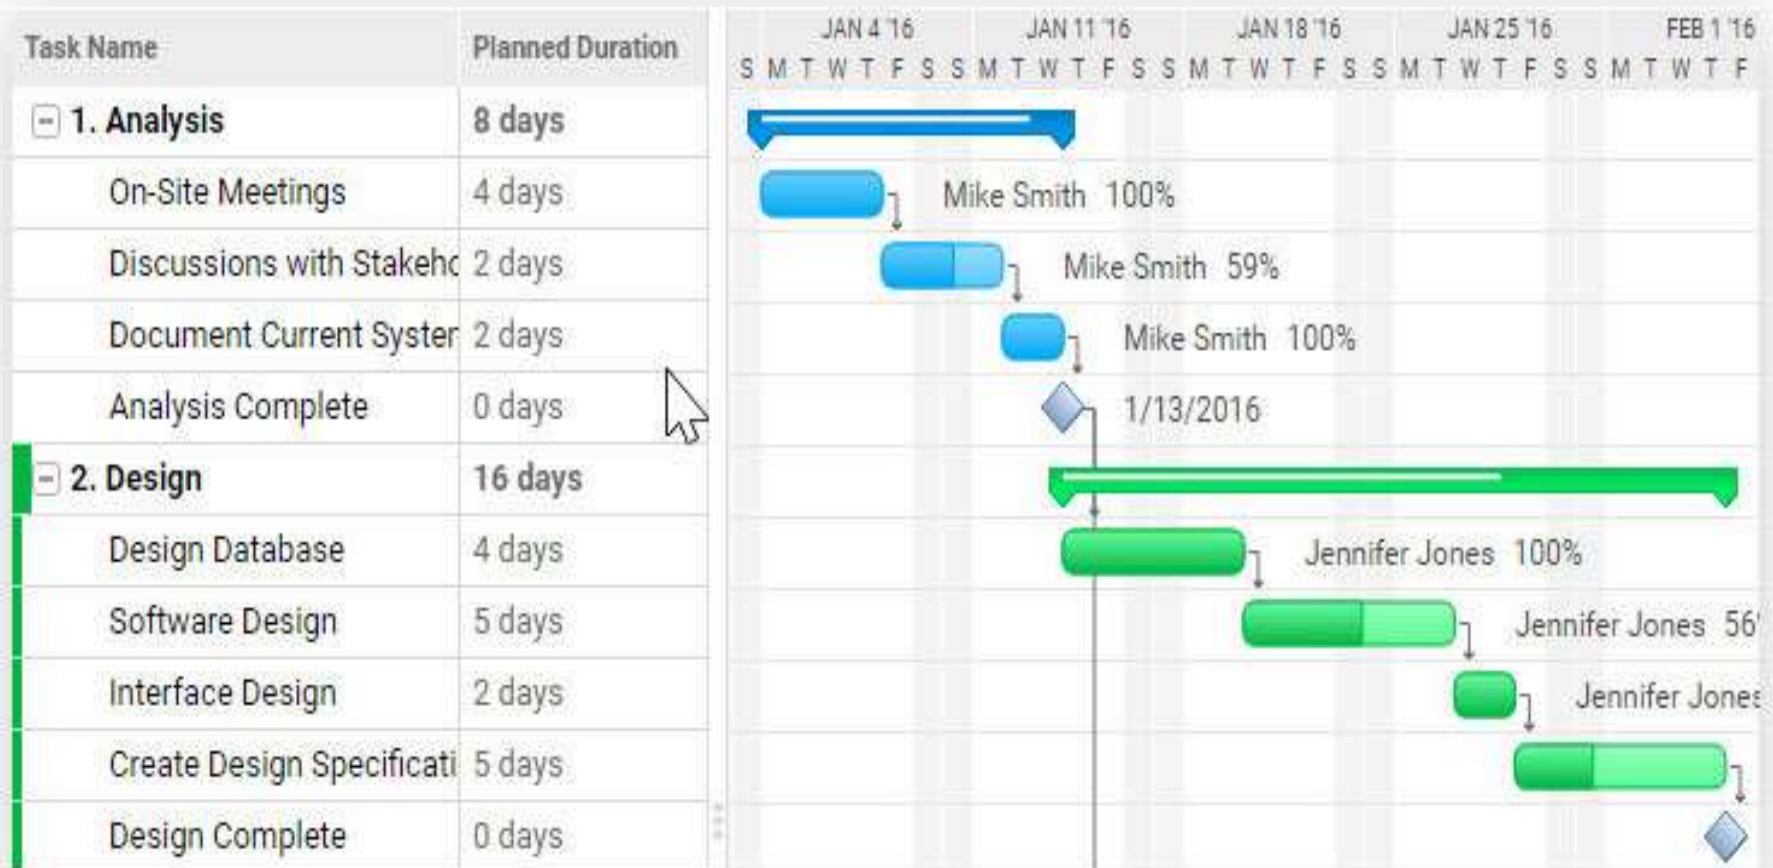 Task Name Planned Duration JAN 4 '16 JAN 11 '16 JAN 18 '16 JAN 25 '16 FEB 1 '16
S M T W T F S S M T W T F S S M T W T F S S M T W T F S S M T W T F
1. Analysis 8 days
On-Site Meetings 4 days Mike Smith 100%
Discussions with Stakeho 2 days Mike Smith 59%
Document Current System 2 days Mike Smith 100%
Analysis Complete 0 days 1/13/2016
2. Design 16 days
Design Database 4 days Jennifer Jones 100%
Software Design 5 days Jennifer Jones 56%
Interface Design 2 days Jennifer Jones
Create Design Specificati 5 days
Design Complete 0 days